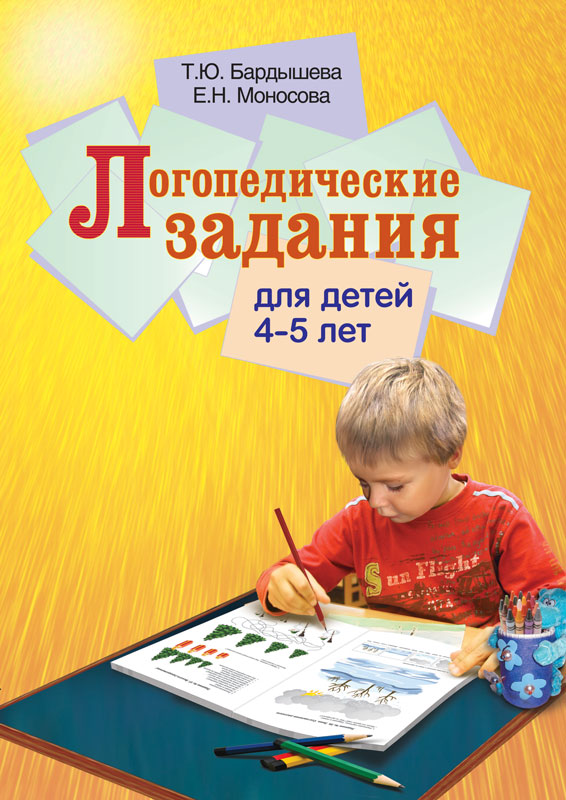 Т.Ю. Бардышева
Е.Н. Моносова
Логопедические
задания
для детей
4-5 лет
Sun Flight